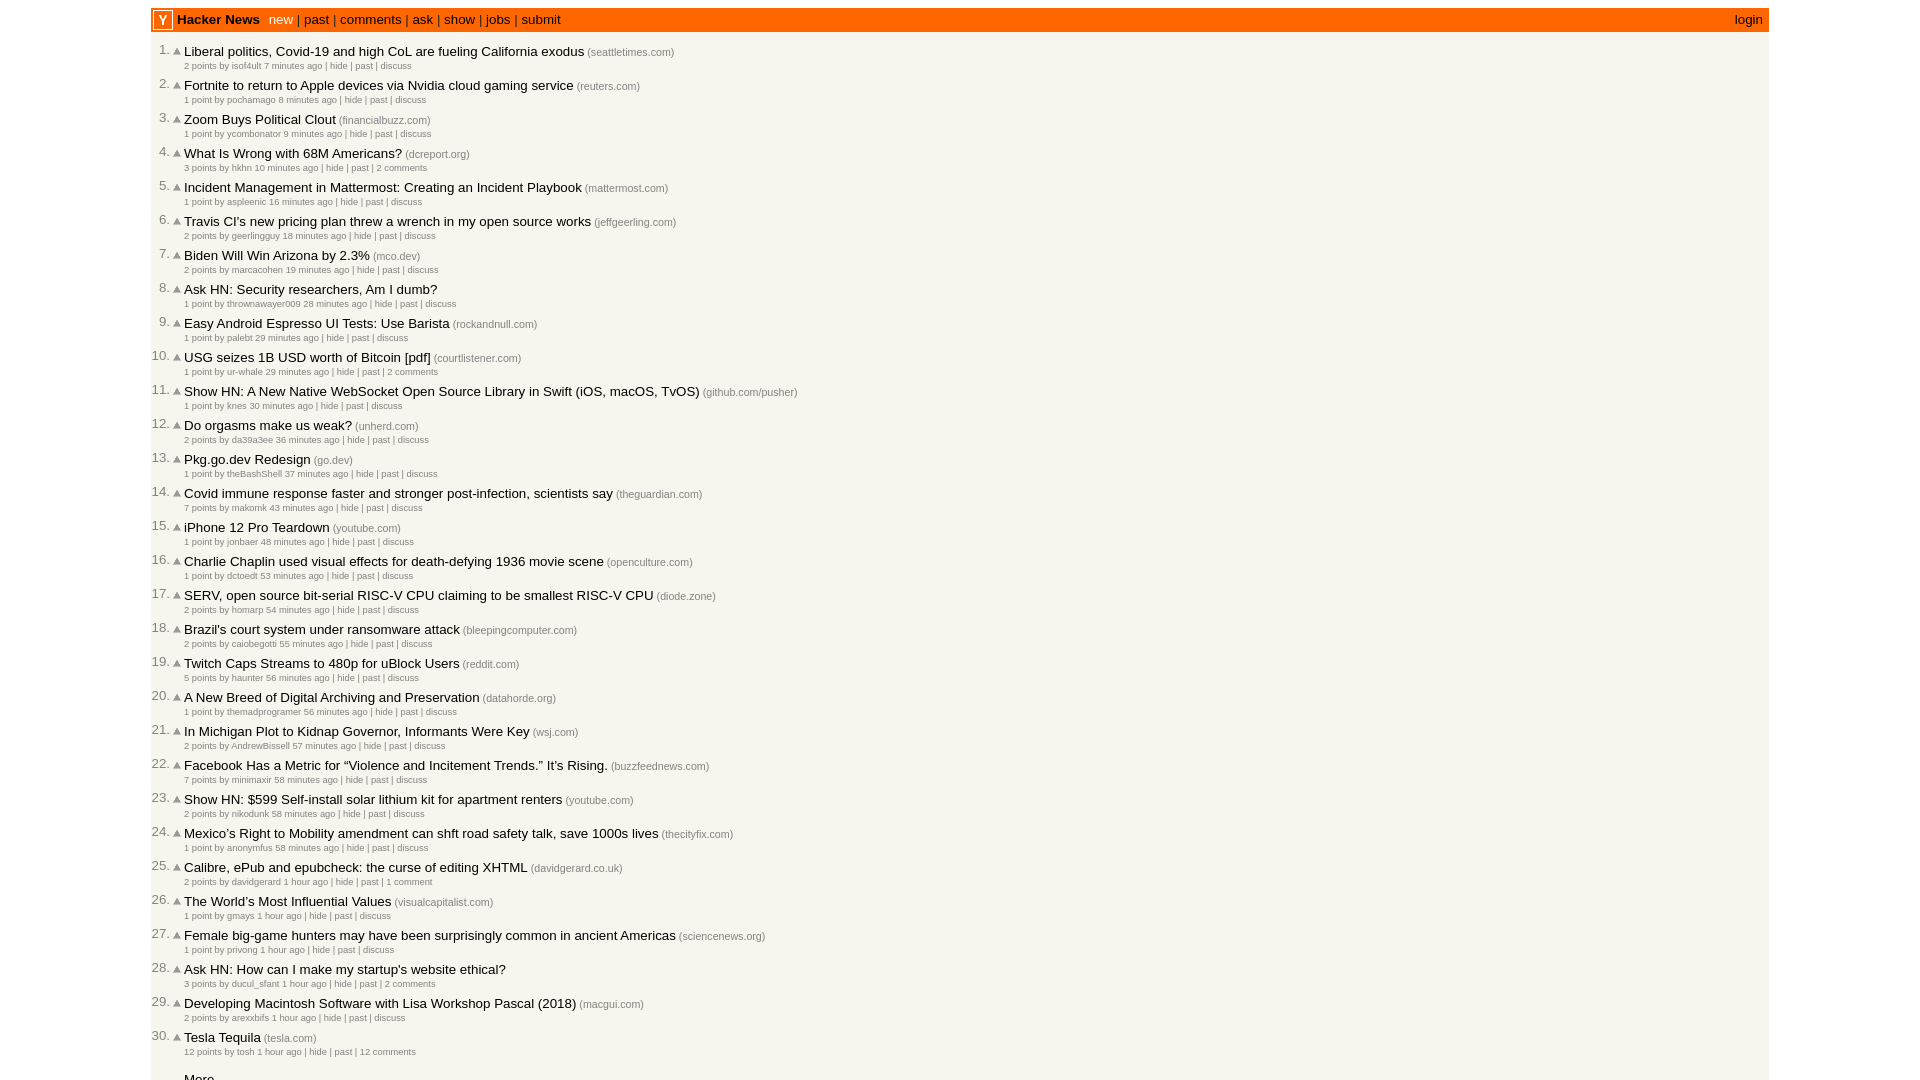 Y Hacker News new | past | comments | ask | show | jobs | submit login
1. Liberal politics, Covid-19 and high CoL are fueling California exodus (seattletimes.com)
2 points by isof4ult 7 minutes ago | hide | past | discuss
2. Fortnite to return to Apple devices via Nvidia cloud gaming service (reuters.com)
1 point by pochamago 8 minutes ago | hide | past | discuss
3. Zoom Buys Political Clout (financialbuzz.com)
1 point by ycombonator 9 minutes ago | hide | past | discuss
4. What Is Wrong with 68M Americans? (dcreport.org)
3 points by hkhn 10 minutes ago | hide | past | 2 comments
5. Incident Management in Mattermost: Creating an Incident Playbook (mattermost.com)
1 point by aspleenic 16 minutes ago | hide | past | discuss
6. Travis CI's new pricing plan threw a wrench in my open source works (jeffgeerling.com)
2 points by geerlingguy 18 minutes ago | hide | past | discuss
7. Biden Will Win Arizona by 2.3% (mco.dev)
2 points by marcacohen 19 minutes ago | hide | past | discuss
8. Ask HN: Security researchers, Am I dumb?
1 point by thrownawayer009 28 minutes ago | hide | past | discuss
9. Easy Android Espresso UI Tests: Use Barista (rockandnull.com)
1 point by palebt 29 minutes ago | hide | past | discuss
10. USG seizes 1B USD worth of Bitcoin [pdf] (courtlistener.com)
1 point by ur-whale 29 minutes ago | hide | past | 2 comments
11. Show HN: A New Native WebSocket Open Source Library in Swift (iOS, macOS, TvOS) (github.com/pusher)
1 point by knes 30 minutes ago | hide | past | discuss
12. Do orgasms make us weak? (unherd.com)
2 points by da39a3ee 36 minutes ago | hide | past | discuss
13. Pkg.go.dev Redesign (go.dev)
1 point by theBashShell 37 minutes ago | hide | past | discuss
14. Covid immune response faster and stronger post-infection, scientists say (theguardian.com)
7 points by makomk 43 minutes ago | hide | past | discuss
15. iPhone 12 Pro Teardown (youtube.com)
1 point by jonbaer 48 minutes ago | hide | past | discuss
16. Charlie Chaplin used visual effects for death-defying 1936 movie scene (openculture.com)
1 point by dctoedt 53 minutes ago | hide | past | discuss
17. SERV, open source bit-serial RISC-V CPU claiming to be smallest RISC-V CPU (diode.zone)
2 points by homarp 54 minutes ago | hide | past | discuss
18. Brazil's court system under ransomware attack (bleepingcomputer.com)
2 points by caiobegotti 55 minutes ago | hide | past | discuss
19. Twitch Caps Streams to 480p for uBlock Users (reddit.com)
5 points by haunter 56 minutes ago | hide | past | discuss
20. A New Breed of Digital Archiving and Preservation (datahorde.org)
1 point by themadprogramer 56 minutes ago | hide | past | discuss
21. In Michigan Plot to Kidnap Governor, Informants Were Key (wsj.com)
2 points by AndrewBissell 57 minutes ago | hide | past | discuss
22. Facebook Has a Metric for “Violence and Incitement Trends.” It’s Rising. (buzzfeednews.com)
7 points by minimaxir 58 minutes ago | hide | past | discuss
23. Show HN: $599 Self-install solar lithium kit for apartment renters (youtube.com)
2 points by nikodunk 58 minutes ago | hide | past | discuss
24. Mexico’s Right to Mobility amendment can shft road safety talk, save 1000s lives (thecityfix.com)
1 point by anonymfus 58 minutes ago | hide | past | discuss
25. Calibre, ePub and epubcheck: the curse of editing XHTML (davidgerard.co.uk)
2 points by davidgerard 1 hour ago | hide | past | 1 comment
26. The World’s Most Influential Values (visualcapitalist.com)
1 point by gmays 1 hour ago | hide | past | discuss
27. Female big-game hunters may have been surprisingly common in ancient Americas (sciencenews.org)
1 point by privong 1 hour ago | hide | past | discuss
28. Ask HN: How can I make my startup's website ethical?
3 points by ducul_sfant 1 hour ago | hide | past | 2 comments
29. Developing Macintosh Software with Lisa Workshop Pascal (2018) (macgui.com)
2 points by arexxbifs 1 hour ago | hide | past | discuss
30. Tesla Tequila (tesla.com)
12 points by tosh 1 hour ago | hide | past | 12 comments
More